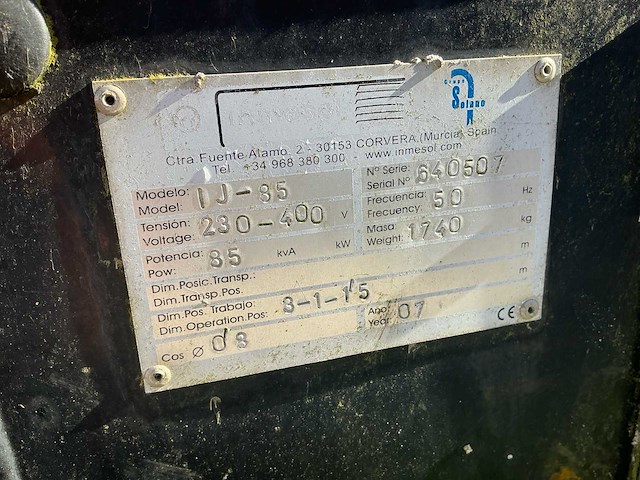 Grupo
Solano
Ctra Fuente Alamo, 2 - 30153 CORVERA (Murcia) Spain
Tel. +34 968 380 300 - www.inmesol.com
Modelo:
Model: IJ-85
Nº Serie:
Serial Nº 640507
Tensión:
Voltage: 230-400 V
Frecuencia:
Frecuency: 50 Hz
Potencia:
Pow: 85 kvA kW
Masa:
Weight: 1740 kg
Dim.Posic.Transp.:
Dim.Transp.Pos. m
Dim.Pos. Trabajo:
Dim.Operation.Pos: 3-1-1'5 m
Cos ø 0'8
Año:
Year: 07
CE